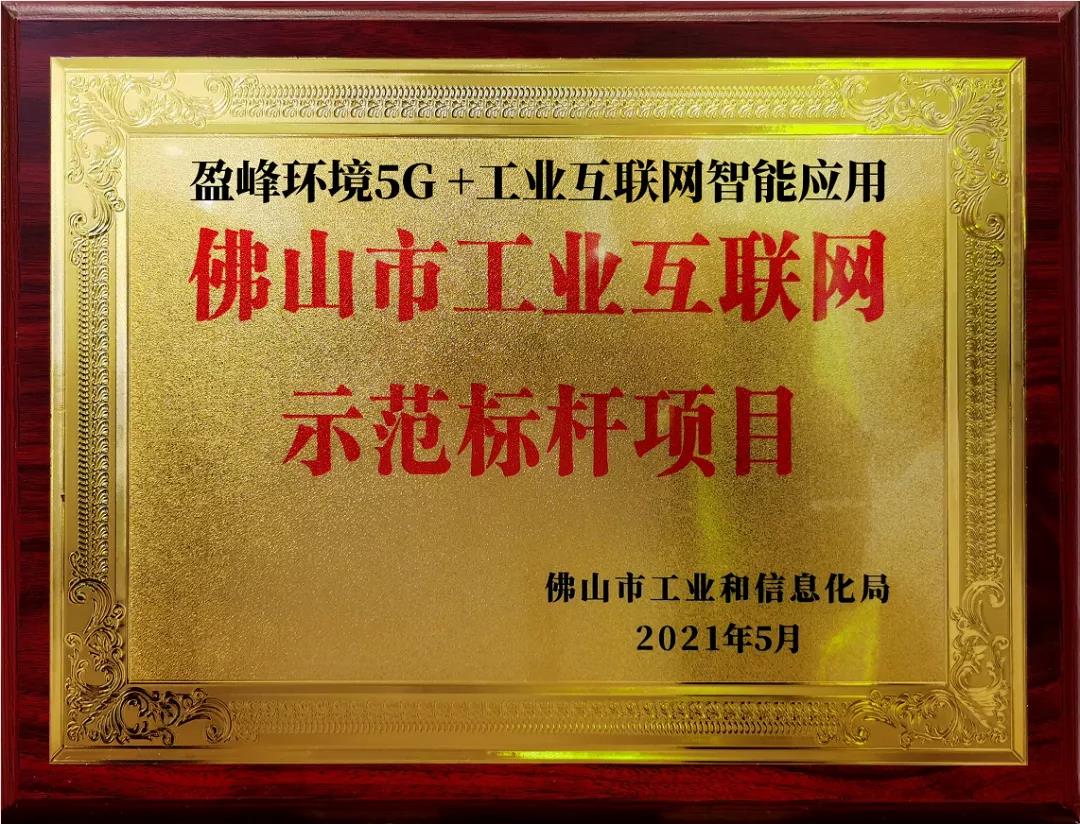 盈峰环境5G +工业互联网智能应用
佛山市工业互联网
示范标杆项目
佛山市工业和信息化局
2021年5月